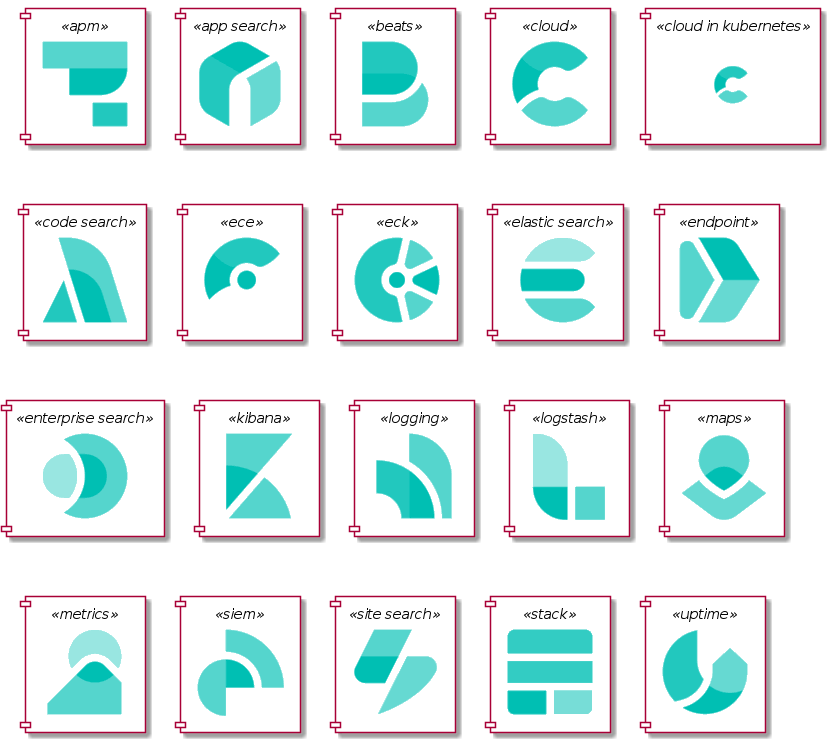 «apm»
«app search»
«beats»
«cloud»
«cloud in kubernetes»
«code search»
«ece»
«eck»
«elastic search»
«endpoint»
«enterprise search»
«kibana»
«logging»
«logstash»
«maps»
«metrics»
«siem»
«site search»
«stack»
«uptime»